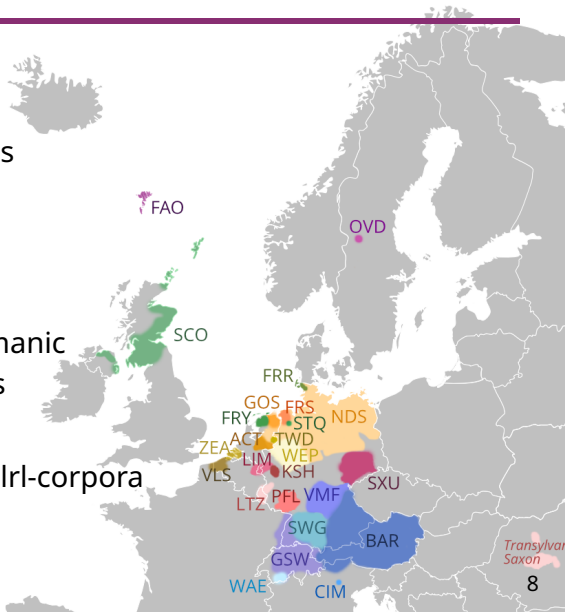 s
FAO
OVD
SCO
manic
s
FRR
GOS FRS
FRY STQ NDS
ACT TWD
ZEA WEP
LIM
VLS KSH SXU
LTZ PFL VMF
SWG BAR
GSW
WAE CIM
lrl-corpora
Transylvan
Saxon
8